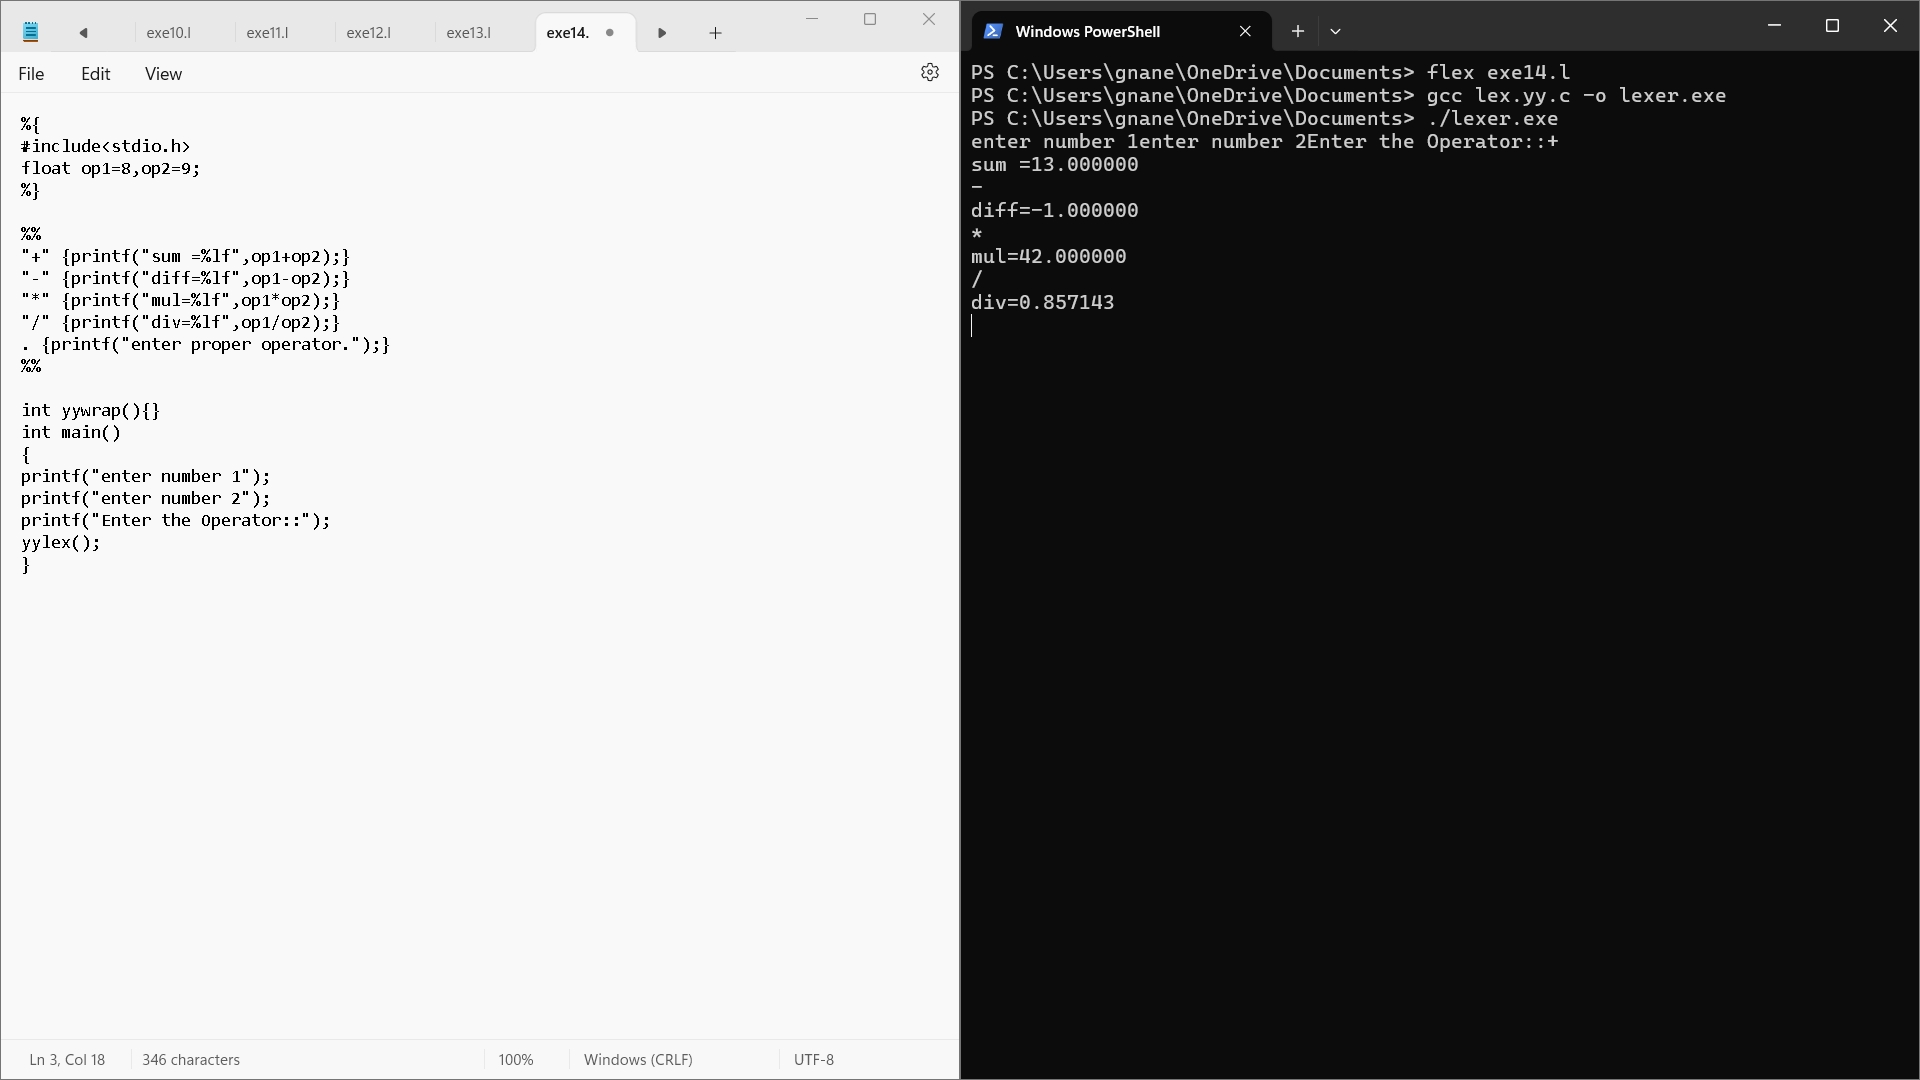 exe10.l exe11.l exe12.l exe13.l exe14.
File Edit View
%{
#include<stdio.h>
float op1=8,op2=9;
%}
%%
"+" {printf("sum =%lf",op1+op2);}
"-" {printf("diff=%lf",op1-op2);}
"*" {printf("mul=%lf",op1*op2);}
"/" {printf("div=%lf",op1/op2);}
. {printf("enter proper operator.");}
%%
int yywrap(){}
int main()
{
printf("enter number 1");
printf("enter number 2");
printf("Enter the Operator::");
yylex();
}
Ln 3, Col 18 346 characters 100% Windows (CRLF) UTF-8
Windows PowerShell
PS C:\Users\gnane\OneDrive\Documents> flex exe14.l
PS C:\Users\gnane\OneDrive\Documents> gcc lex.yy.c -o lexer.exe
PS C:\Users\gnane\OneDrive\Documents> ./lexer.exe
enter number 1enter number 2Enter the Operator::+
sum =13.000000
-
diff=-1.000000
*
mul=42.000000
/
div=0.857143